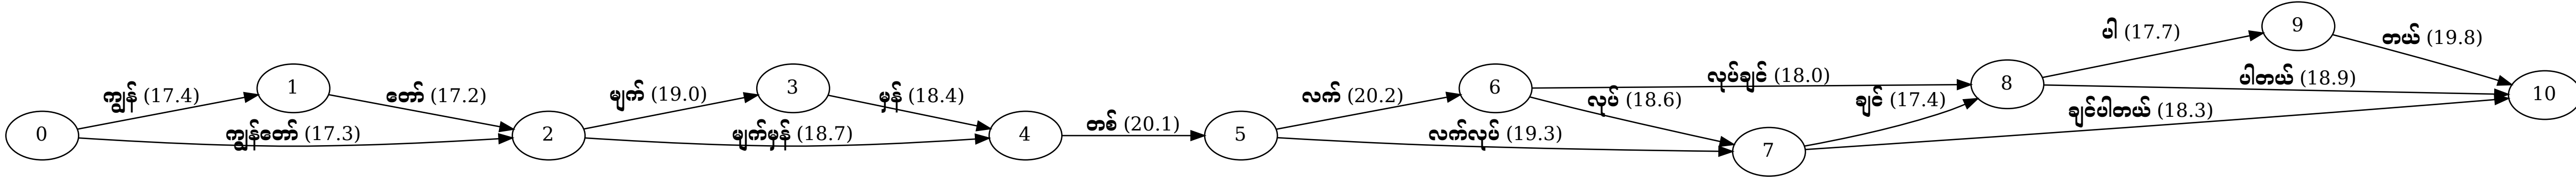 0
ကျွန် (17.4)
ကျွန်တော် (17.3)
1
တော် (17.2)
2
မျက် (19.0)
မျက်မှန် (18.7)
3
မှန် (18.4)
4
တစ် (20.1)
5
လက် (20.2)
လက်လုပ် (19.3)
6
လုပ်ချင် (18.0)
လုပ် (18.6)
7
ချင် (17.4)
ချင်ပါတယ် (18.3)
8
ပါ (17.7)
ပါတယ် (18.9)
9
တယ် (19.8)
10